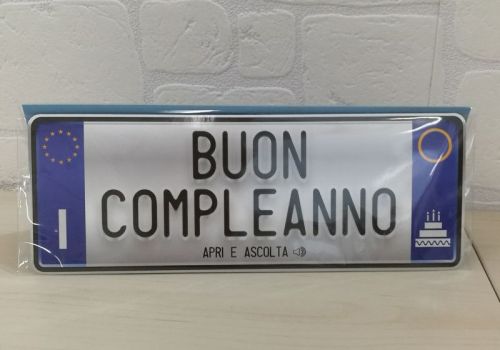 BUON
COMPLEANNO
I
APRI E ASCOLTA